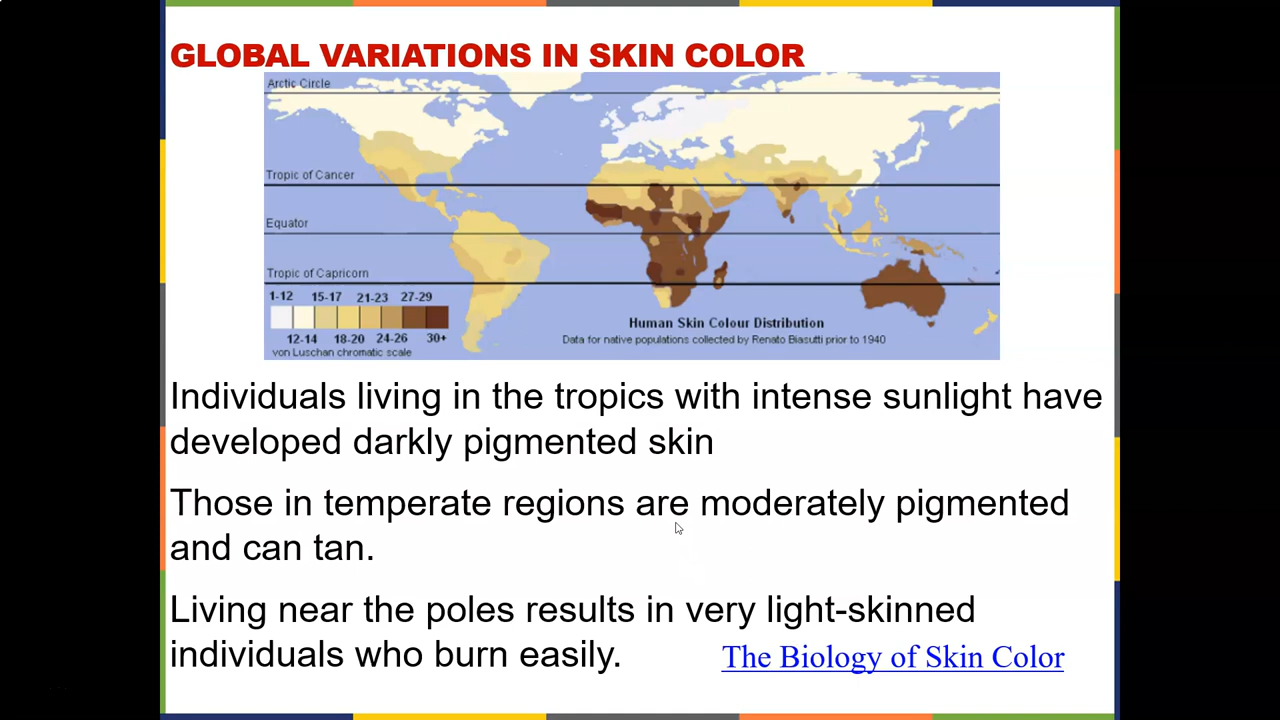 GLOBAL VARIATIONS IN SKIN COLOR
Arctic Circle
Tropic of Cancer
Equator
Tropic of Capricorn
1-12 15-17 21-23 27-29
12-14 18-20 24-26 30+
von Luschan chromatic scale
Human Skin Colour Distribution
Data for native populations collected by Renato Biasutti prior to 1940
Individuals living in the tropics with intense sunlight have
developed darkly pigmented skin
Those in temperate regions are moderately pigmented
and can tan.
Living near the poles results in very light-skinned
individuals who burn easily.
The Biology of Skin Color